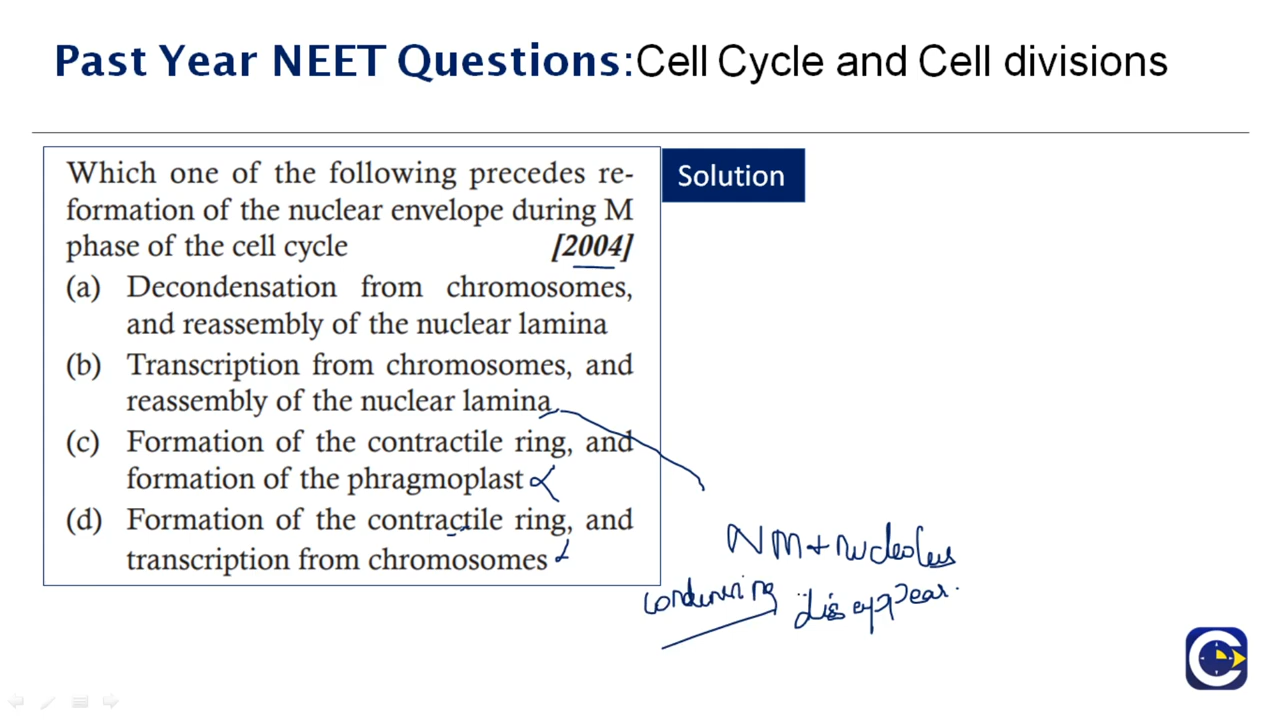 Past Year NEET Questions:Cell Cycle and Cell divisions
Which one of the following precedes re-
formation of the nuclear envelope during M
phase of the cell cycle [2004]
(a) Decondensation from chromosomes,
and reassembly of the nuclear lamina
(b) Transcription from chromosomes, and
reassembly of the nuclear lamina
(c) Formation of the contractile ring, and
formation of the phragmoplast
(d) Formation of the contractile ring, and
transcription from chromosomes
Solution
NM + nucleolus
condensing disappear.